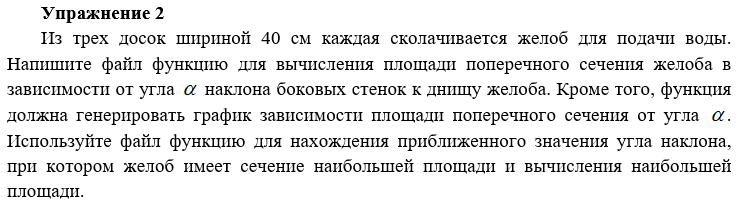 Упражнение 2
Из трех досок шириной 40 см каждая сколачивается желоб для подачи воды.
Напишите файл функцию для вычисления площади поперечного сечения желоба в
зависимости от угла α наклона боковых стенок к днищу желоба. Кроме того, функция
должна генерировать график зависимости площади поперечного сечения от угла α.
Используйте файл функцию для нахождения приближенного значения угла наклона,
при котором желоб имеет сечение наибольшей площади и вычисления наибольшей
площади.